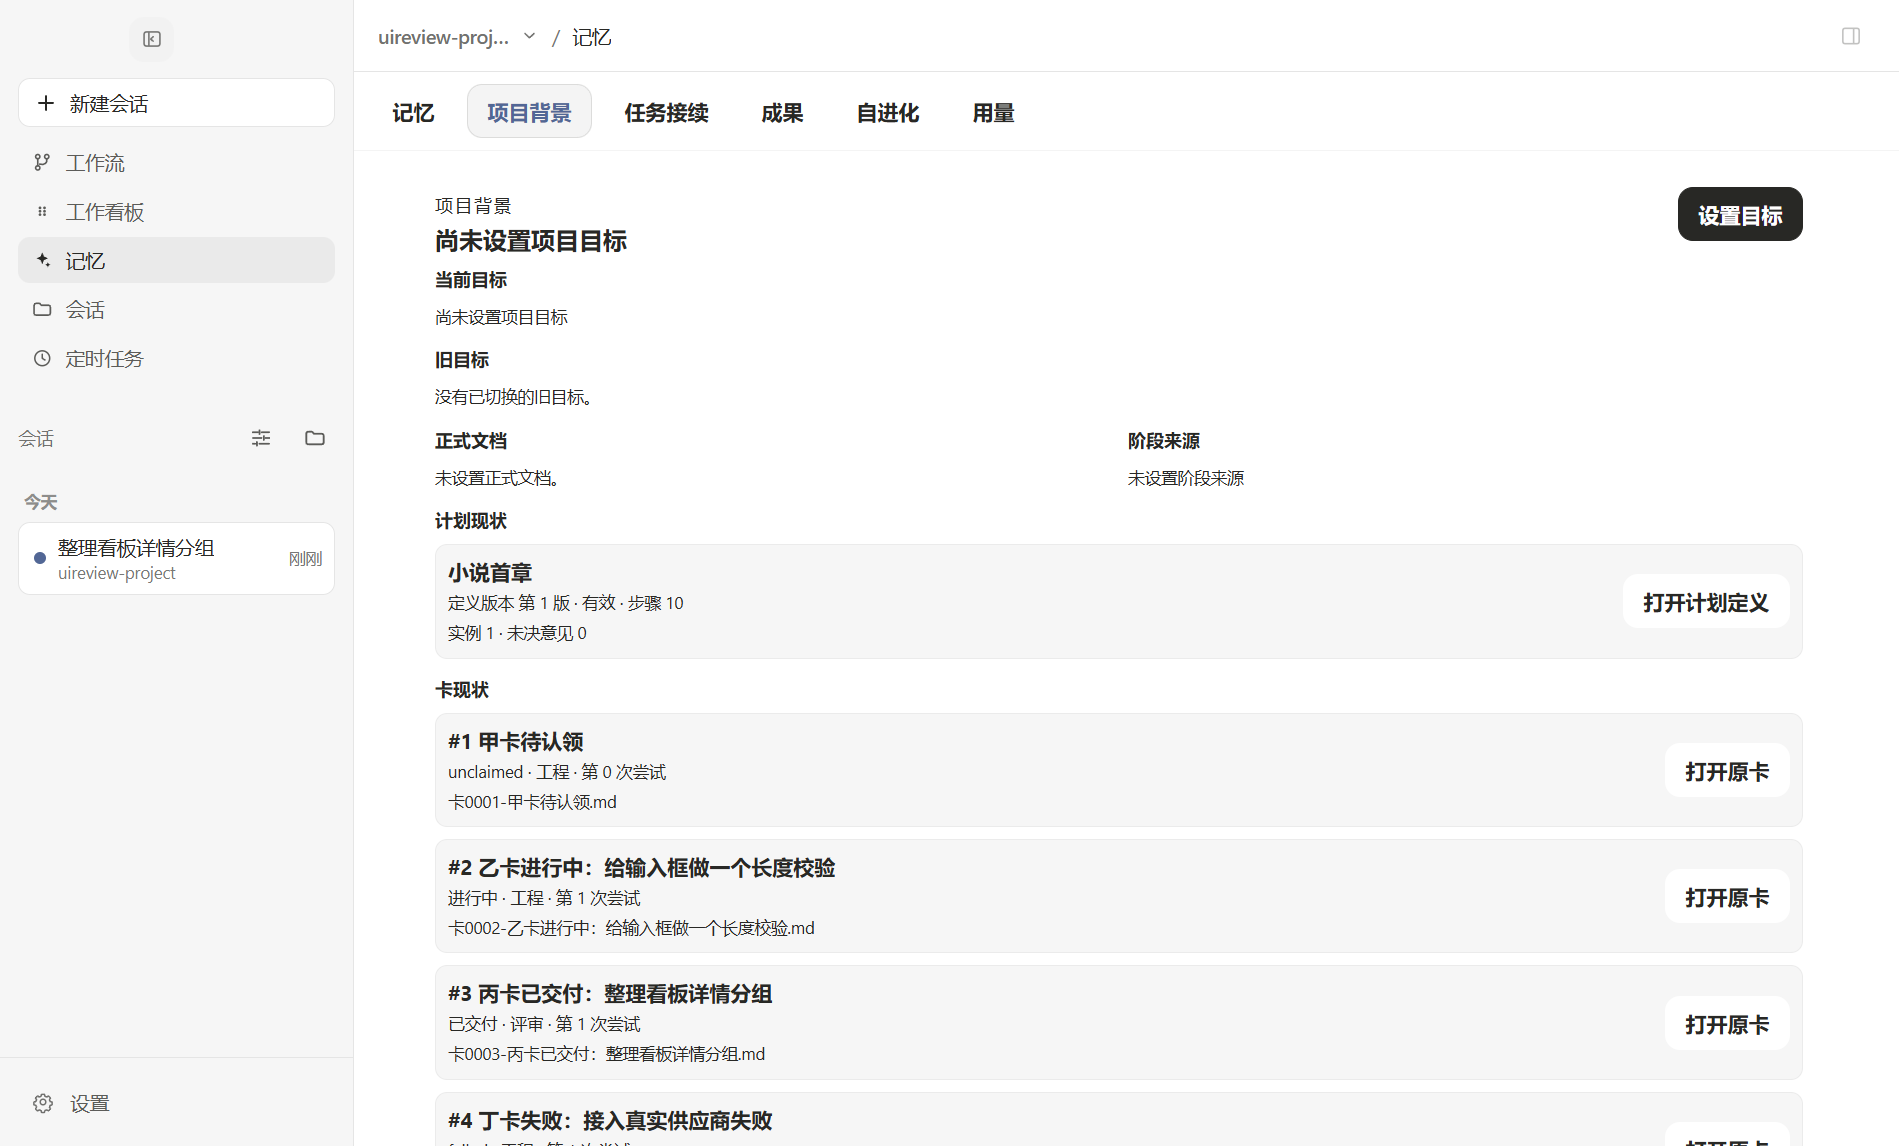 uireview-proj... / 记忆
新建会话
工作流
工作看板
记忆
会话
定时任务
会话
今天
整理看板详情分组
uireview-project
刚刚
设置
记忆 项目背景 任务接续 成果 自进化 用量
项目背景
尚未设置项目目标
设置目标
当前目标
尚未设置项目目标
旧目标
没有已切换的旧目标。
正式文档
未设置正式文档。
阶段来源
未设置阶段来源
计划现状
小说首章
定义版本 第 1 版 · 有效 · 步骤 10
实例 1 · 未决意见 0
打开计划定义
卡现状
#1 甲卡待认领
unclaimed · 工程 · 第 0 次尝试
卡0001-甲卡待认领.md
打开原卡
#2 乙卡进行中：给输入框做一个长度校验
进行中 · 工程 · 第 1 次尝试
卡0002-乙卡进行中：给输入框做一个长度校验.md
打开原卡
#3 丙卡已交付：整理看板详情分组
已交付 · 评审 · 第 1 次尝试
卡0003-丙卡已交付：整理看板详情分组.md
打开原卡
#4 丁卡失败：接入真实供应商失败